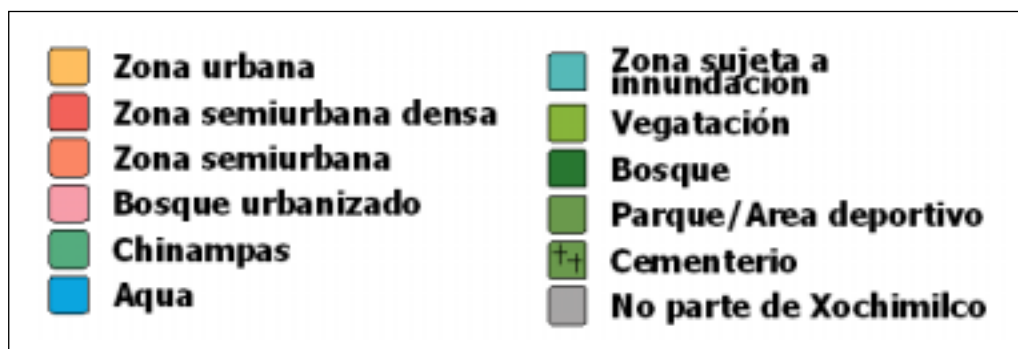 Zona urbana
Zona semiurbana densa
Zona semiurbana
Bosque urbanizado
Chinampas
Aqua
Zona sujeta a
innundación
Vegatación
Bosque
Parque/Area deportivo
Cementerio
No parte de Xochimilco